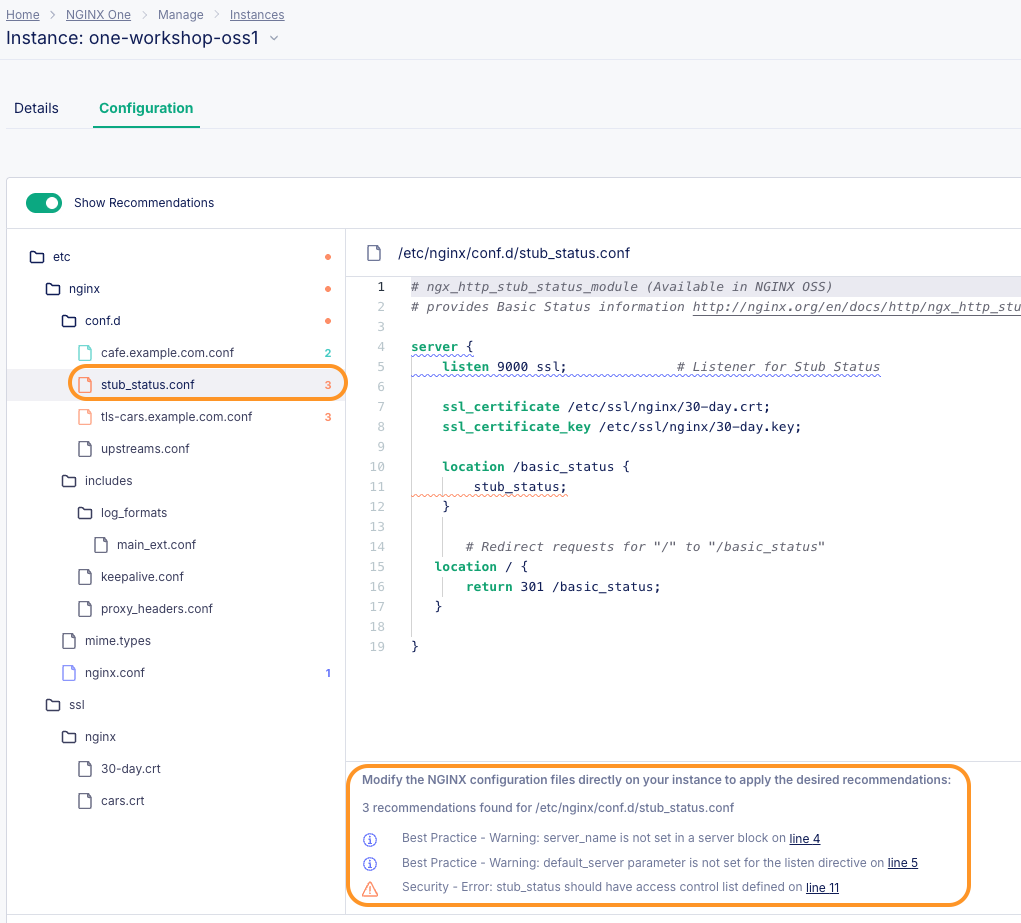 Home > NGINX One > Manage > Instances
Instance: one-workshop-oss1
Details Configuration
Show Recommendations
etc
nginx
conf.d
cafe.example.com.conf 2
stub_status.conf 3
tls-cars.example.com.conf 3
upstreams.conf
includes
log_formats
main_ext.conf
keepalive.conf
proxy_headers.conf
mime.types
nginx.conf 1
ssl
nginx
30-day.crt
cars.crt
/etc/nginx/conf.d/stub_status.conf
1 # ngx_http_stub_status_module (Available in NGINX OSS)
2 # provides Basic Status information http://nginx.org/en/docs/http/ngx_http_stu
3
4 server {
5 listen 9000 ssl; # Listener for Stub Status
6
7 ssl_certificate /etc/ssl/nginx/30-day.crt;
8 ssl_certificate_key /etc/ssl/nginx/30-day.key;
9
10 location /basic_status {
11 stub_status;
12 }
13
14 # Redirect requests for "/" to "/basic_status"
15 location / {
16 return 301 /basic_status;
17 }
18
19 }
Modify the NGINX configuration files directly on your instance to apply the desired recommendations:
3 recommendations found for /etc/nginx/conf.d/stub_status.conf
Best Practice - Warning: server_name is not set in a server block on line 4
Best Practice - Warning: default_server parameter is not set for the listen directive on line 5
Security - Error: stub_status should have access control list defined on line 11